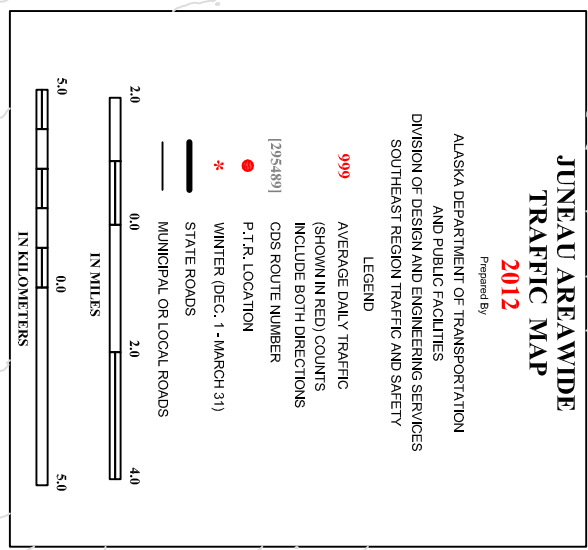 JUNEAU AREAWIDE
TRAFFIC MAP
2012
Prepared By
ALASKA DEPARTMENT OF TRANSPORTATION
AND PUBLIC FACILITIES
DIVISION OF DESIGN AND ENGINEERING SERVICES
SOUTHEAST REGION TRAFFIC AND SAFETY
LEGEND
999 AVERAGE DAILY TRAFFIC
(SHOWN IN RED) COUNTS
INCLUDE BOTH DIRECTIONS
[295489] CDS ROUTE NUMBER
P.T.R. LOCATION
* WINTER (DEC. 1 - MARCH 31)
STATE ROADS
MUNICIPAL OR LOCAL ROADS
2.0 0.0 2.0 4.0
IN MILES
5.0 0.0 5.0
IN KILOMETERS